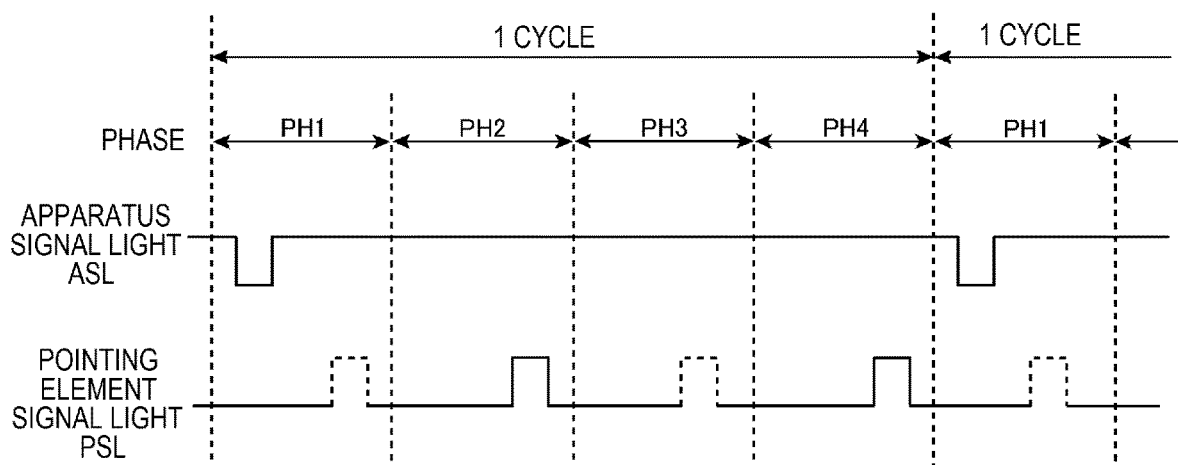 1 CYCLE
1 CYCLE
PHASE
PH1
PH2
PH3
PH4
PH1
APPARATUS
SIGNAL LIGHT
ASL
POINTING
ELEMENT
SIGNAL LIGHT
PSL